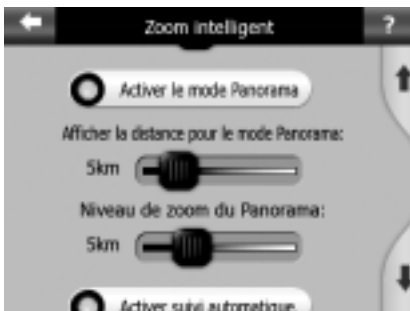 Zoom intelligent ?
Activer le mode Panorama
Afficher la distance pour le mode Panorama:
5km
Niveau de zoom du Panorama:
5km
Activer suivi automatique